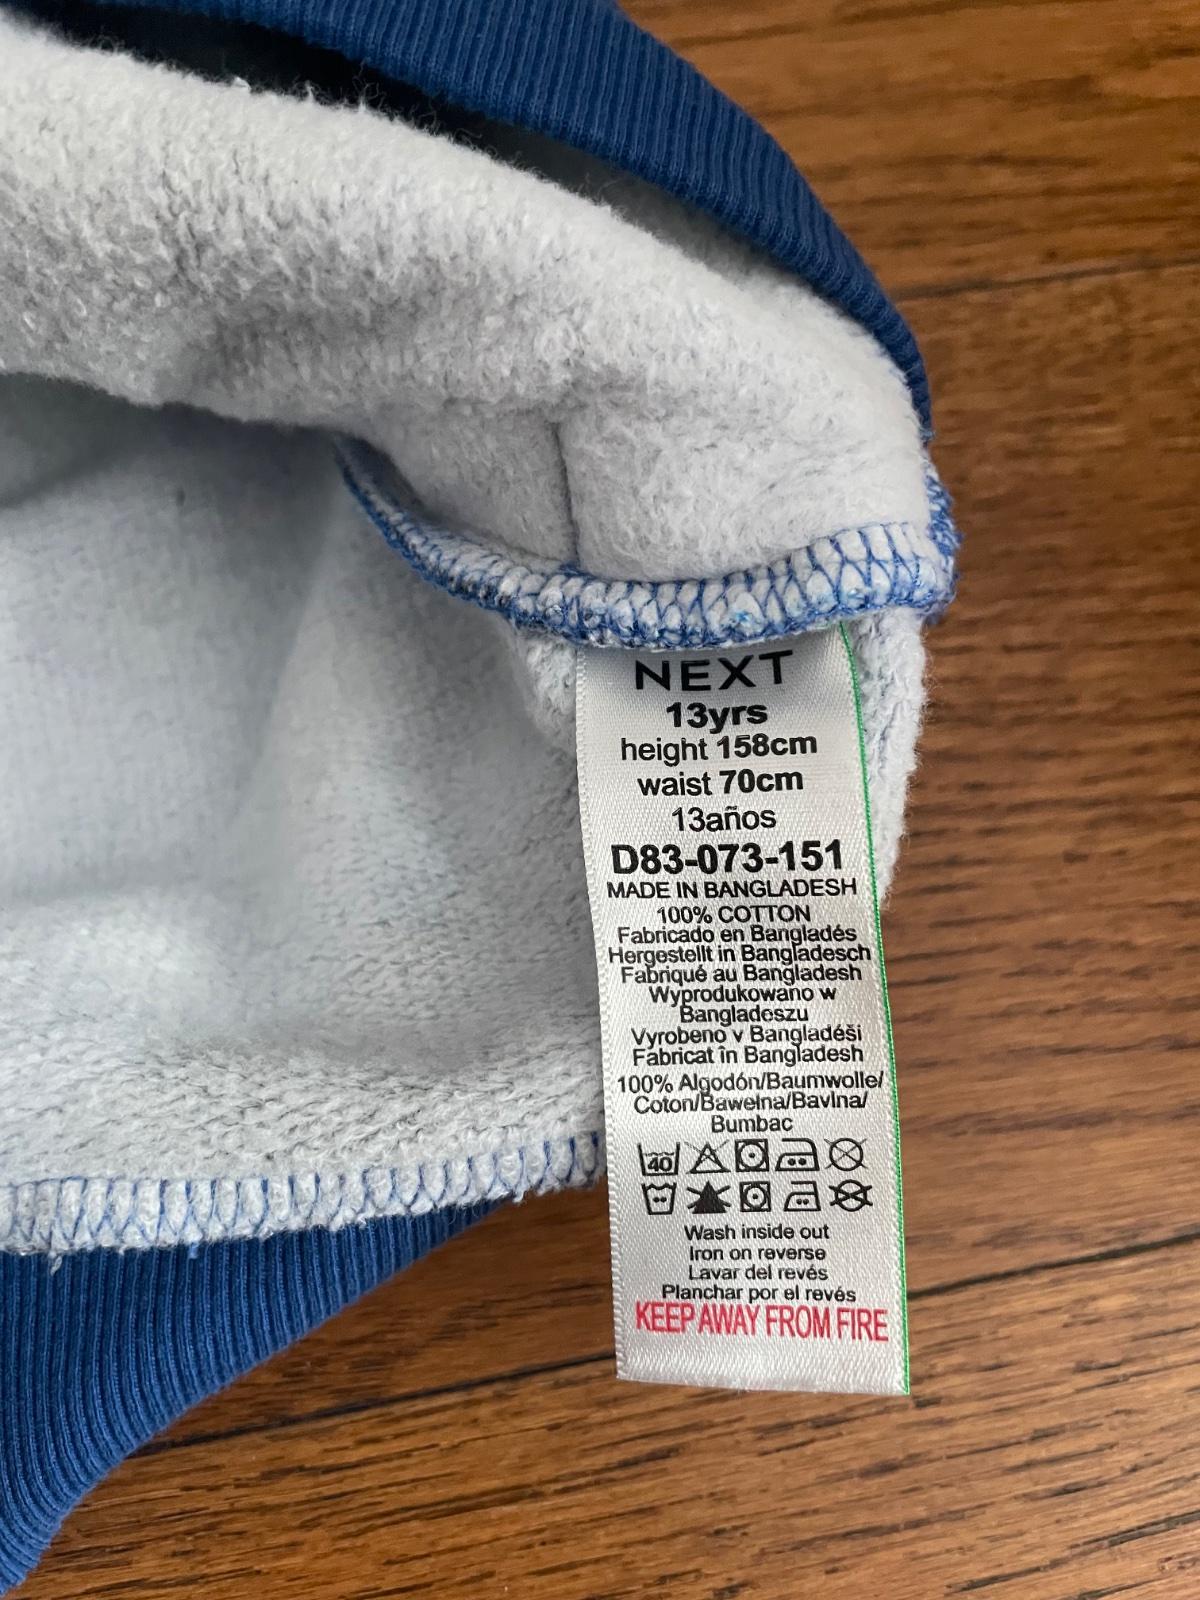 NEXT
13yrs
height 158cm
waist 70cm
13años
D83-073-151
MADE IN BANGLADESH
100% COTTON
Fabricado en Bangladés
Hergestellt in Bangladesch
Fabriqué au Bangladesh
Wyprodukowano w
Bangladeszu
Vyrobeno v Bangladéši
Fabricat în Bangladesh
100% Algodón/Baumwolle/
Coton/Bawełna/Bavlna/
Bumbac
40
Wash inside out
Iron on reverse
Lavar del revés
Planchar por el revés
KEEP AWAY FROM FIRE